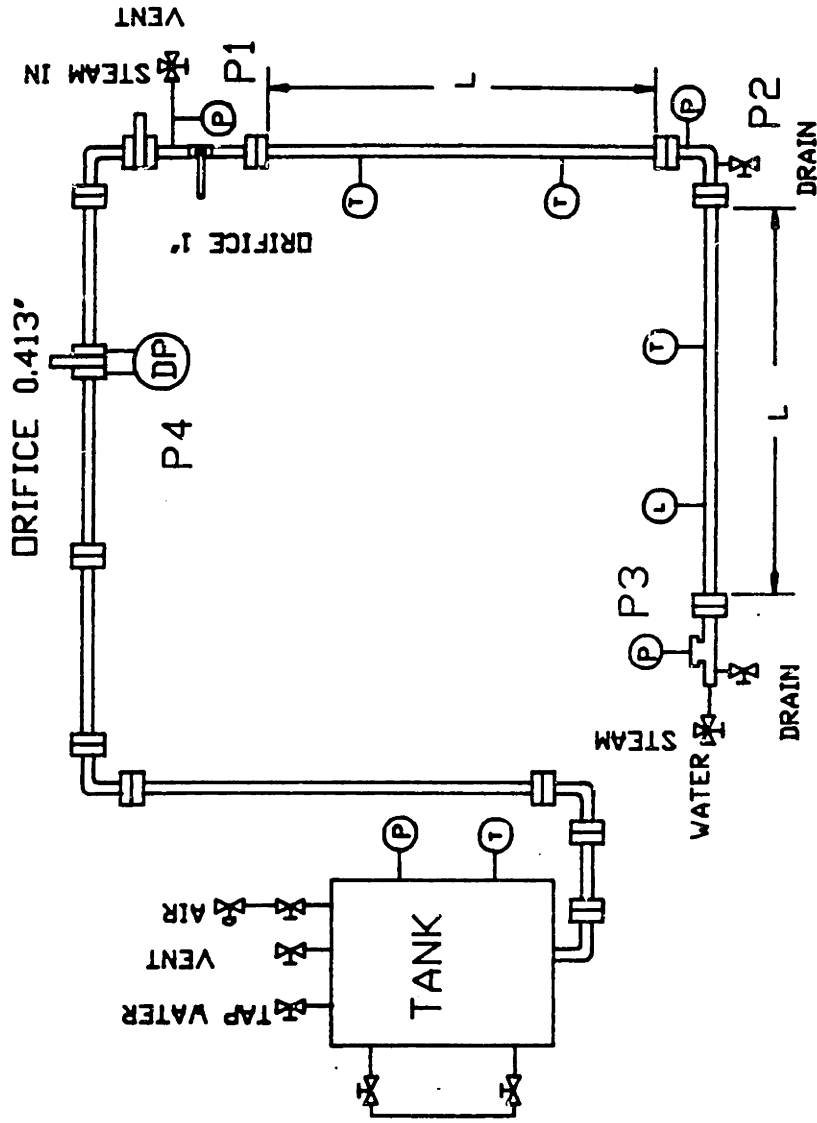 VENT
STEAM IN
P
P1
ORIFICE 1'
T
L
T
P
P2
DRAIN
ORIFICE 0.413'
DP
P4
T
L
L
P3
P
STEAM
WATER
DRAIN
AIR
VENT
TAP WATER
P
T
TANK